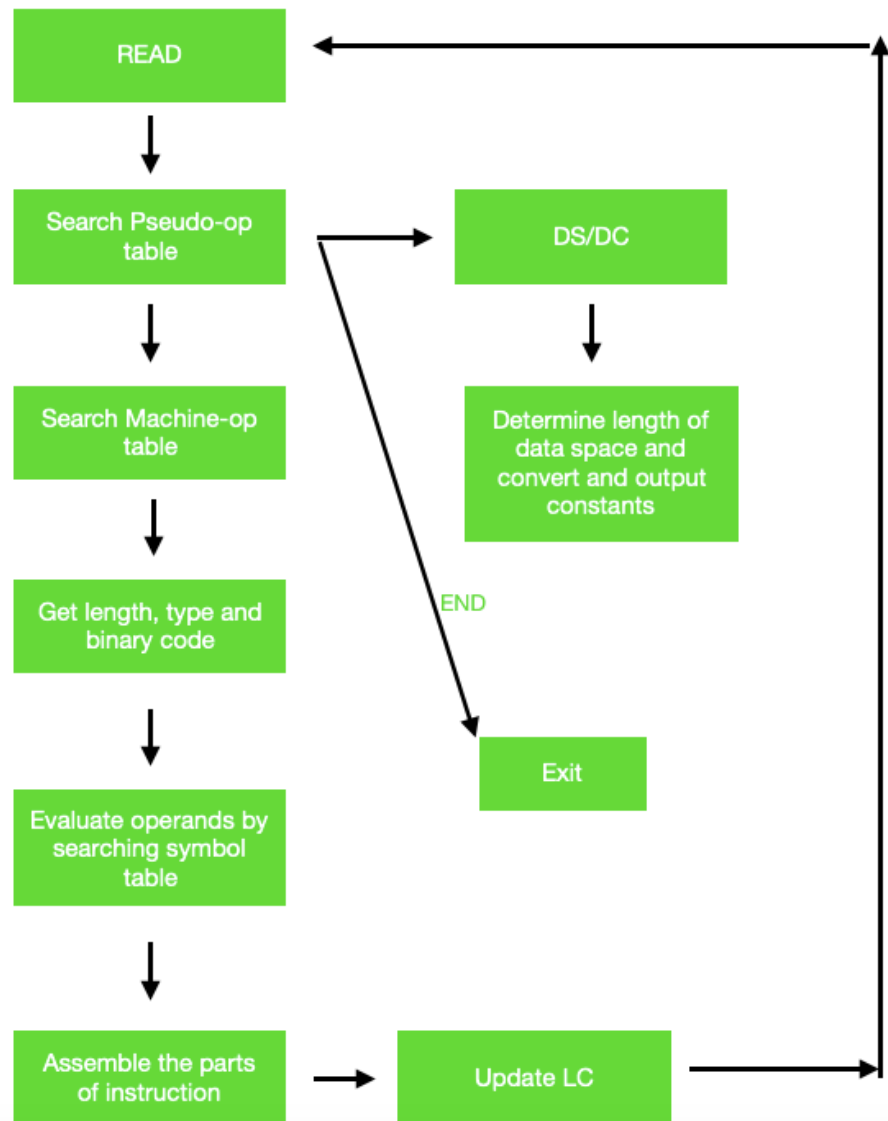 READ
Search Pseudo-op
table
DS/DC
Search Machine-op
table
Determine length of
data space and
convert and output
constants
Get length, type and
binary code
END
Exit
Evaluate operands by
searching symbol
table
Assemble the parts
of instruction
Update LC